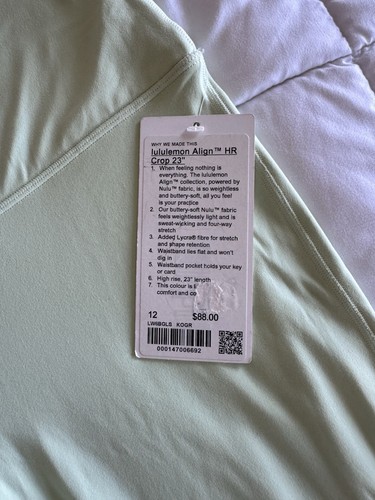 WHY WE MADE THIS
lululemon Align™ HR
Crop 23"
1. When feeling nothing is
everything. The lululemon
Align™ collection, powered by
Nulu™ fabric, is so weightless
and buttery-soft, all you feel
is your practice
2. Our buttery-soft Nulu™ fabric
feels weightlessly light and is
sweat-wicking and four-way
stretch
3. Added Lycra® fibre for stretch
and shape retention
4. Waistband lies flat and won't
dig in
5. Waistband pocket holds your key
or card
6. High rise, 23" length
7. This colour is
comfort and
12 $88.00
LW6BGLS KOGR
000147006692